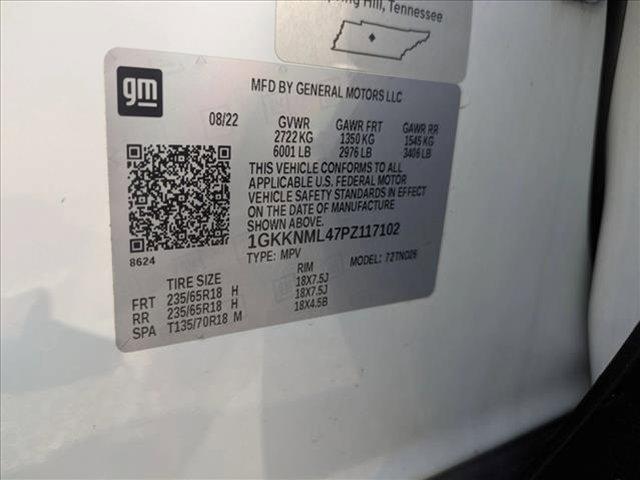 Spring Hill, Tennessee
gm
MFD BY GENERAL MOTORS LLC
08/22 GVWR GAWR FRT GAWR RR
2722 KG 1350 KG 1545 KG
6001 LB 2976 LB 3406 LB
THIS VEHICLE CONFORMS TO ALL
APPLICABLE U.S. FEDERAL MOTOR
VEHICLE SAFETY STANDARDS IN EFFECT
ON THE DATE OF MANUFACTURE
SHOWN ABOVE.
1GKKNML47PZ117102
8624
TYPE: MPV MODEL: 72TNO26
TIRE SIZE RIM
FRT 235/65R18 H 18X7.5J
RR 235/65R18 H 18X7.5J
SPA T135/70R18 M 18X4.5B